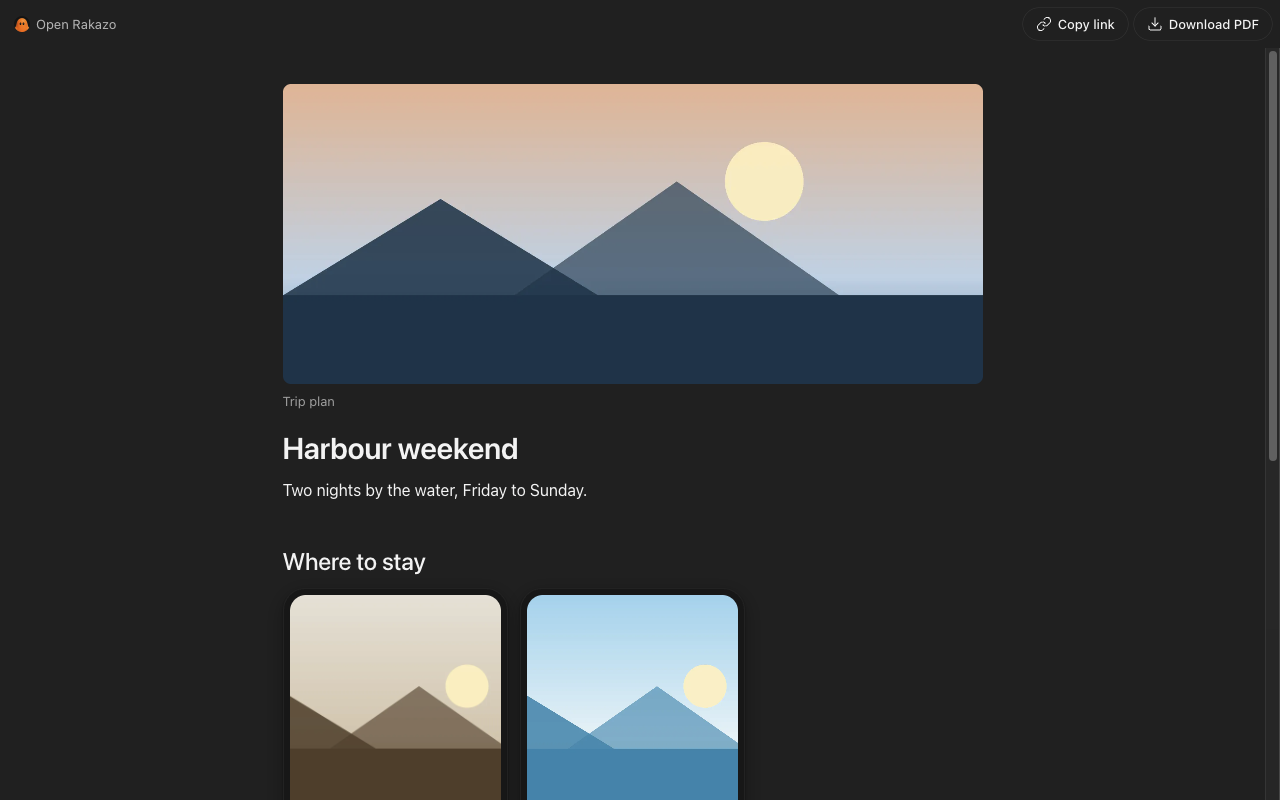 Open Rakazo
Copy link
Download PDF
Trip plan
Harbour weekend
Two nights by the water, Friday to Sunday.
Where to stay